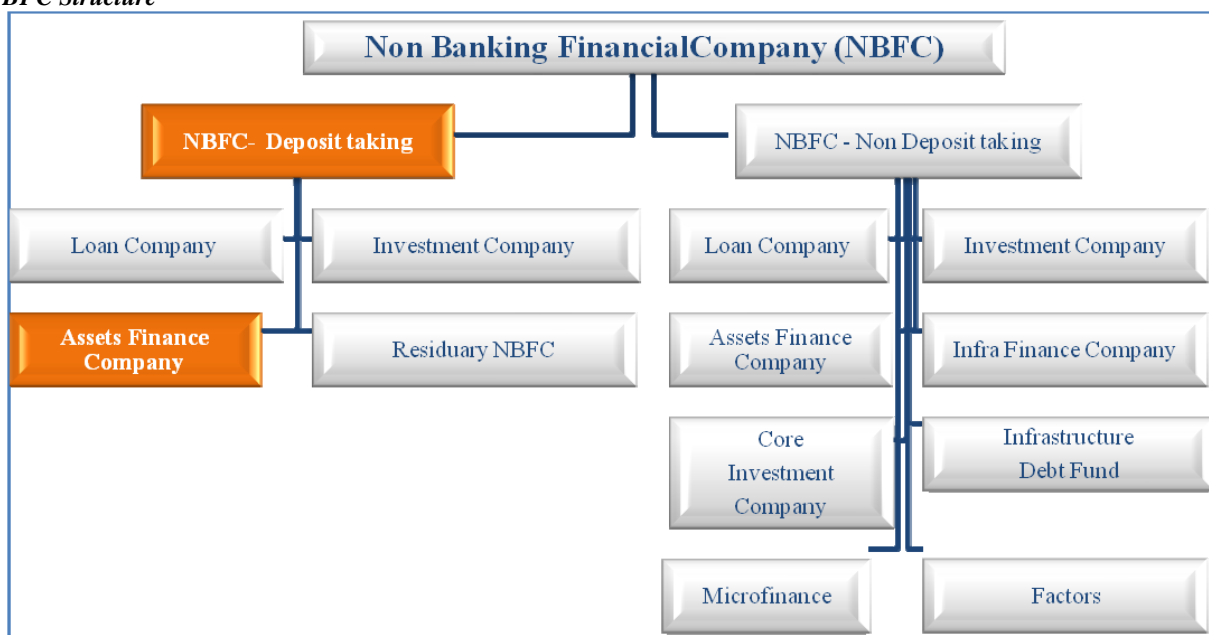 Non Banking FinancialCompany (NBFC)
NBFC- Deposit taking
NBFC - Non Deposit taking
Loan Company
Investment Company
Loan Company
Investment Company
Assets Finance
Company
Residuary NBFC
Assets Finance
Company
Infra Finance Company
Core
Investment
Company
Infrastructure
Debt Fund
Microfinance
Factors